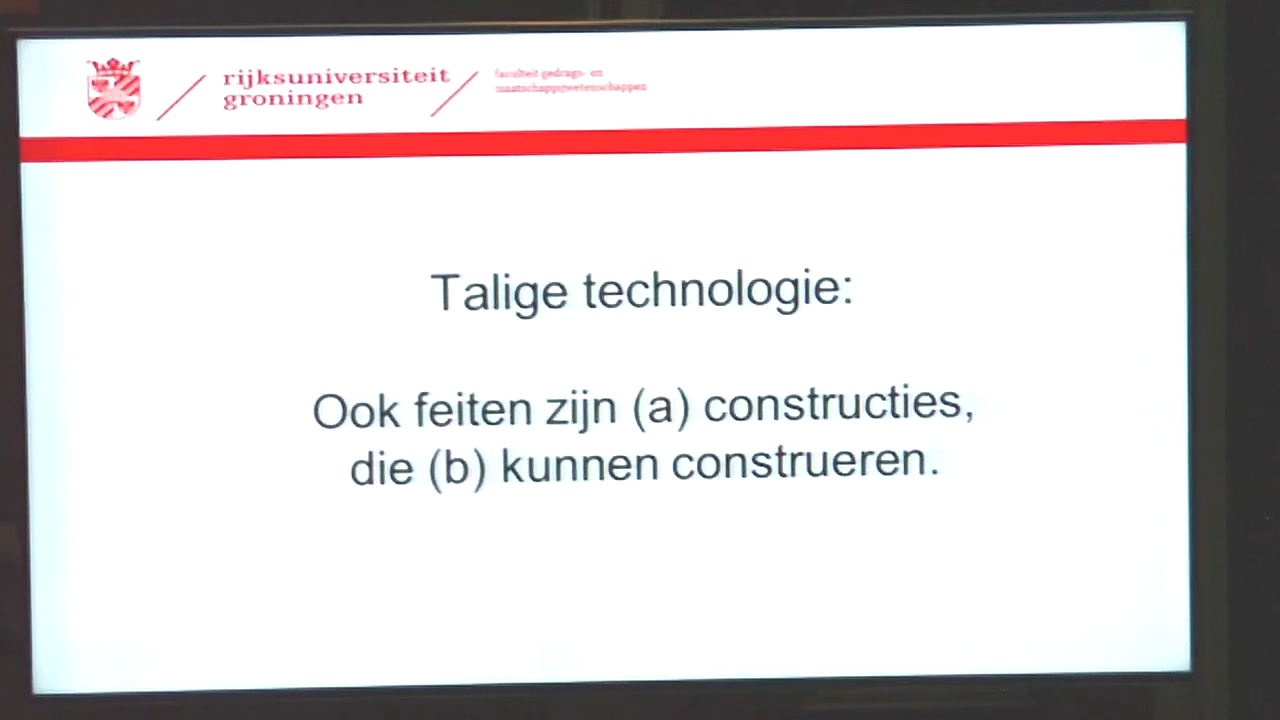 rijksuniversiteit
groningen
faculteit gedrags- en
maatschappijwetenschappen
Talige technologie:
Ook feiten zijn (a) constructies,
die (b) kunnen construeren.